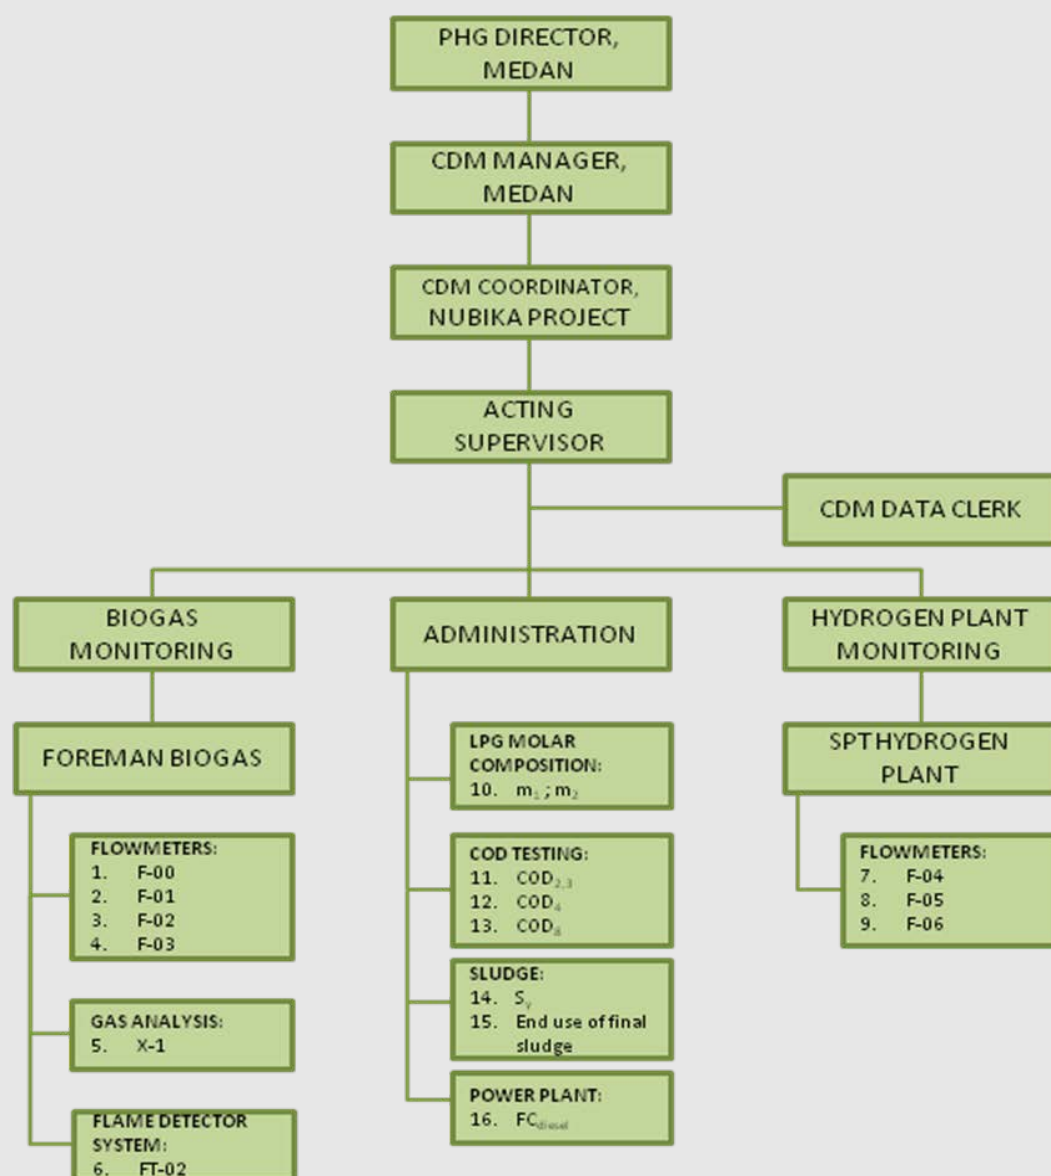 PHG DIRECTOR,
MEDAN
CDM MANAGER,
MEDAN
CDM COORDINATOR,
NUBIKA PROJECT
ACTING
SUPERVISOR
CDM DATA CLERK
BIOGAS
MONITORING
FOREMAN BIOGAS
FLOWMETERS:
1. F-00
2. F-01
3. F-02
4. F-03
GAS ANALYSIS:
5. X-1
FLAME DETECTOR
SYSTEM:
6. FT-02
ADMINISTRATION
LPG MOLAR
COMPOSITION:
10. m₁ ; m₂
COD TESTING:
11. COD₂,₃
12. COD₄
13. COD₈
SLUDGE:
14. Sᵧ
15. End use of final
sludge
POWER PLANT:
16. FCdiesel
HYDROGEN PLANT
MONITORING
SPT HYDROGEN
PLANT
FLOWMETERS:
7. F-04
8. F-05
9. F-06